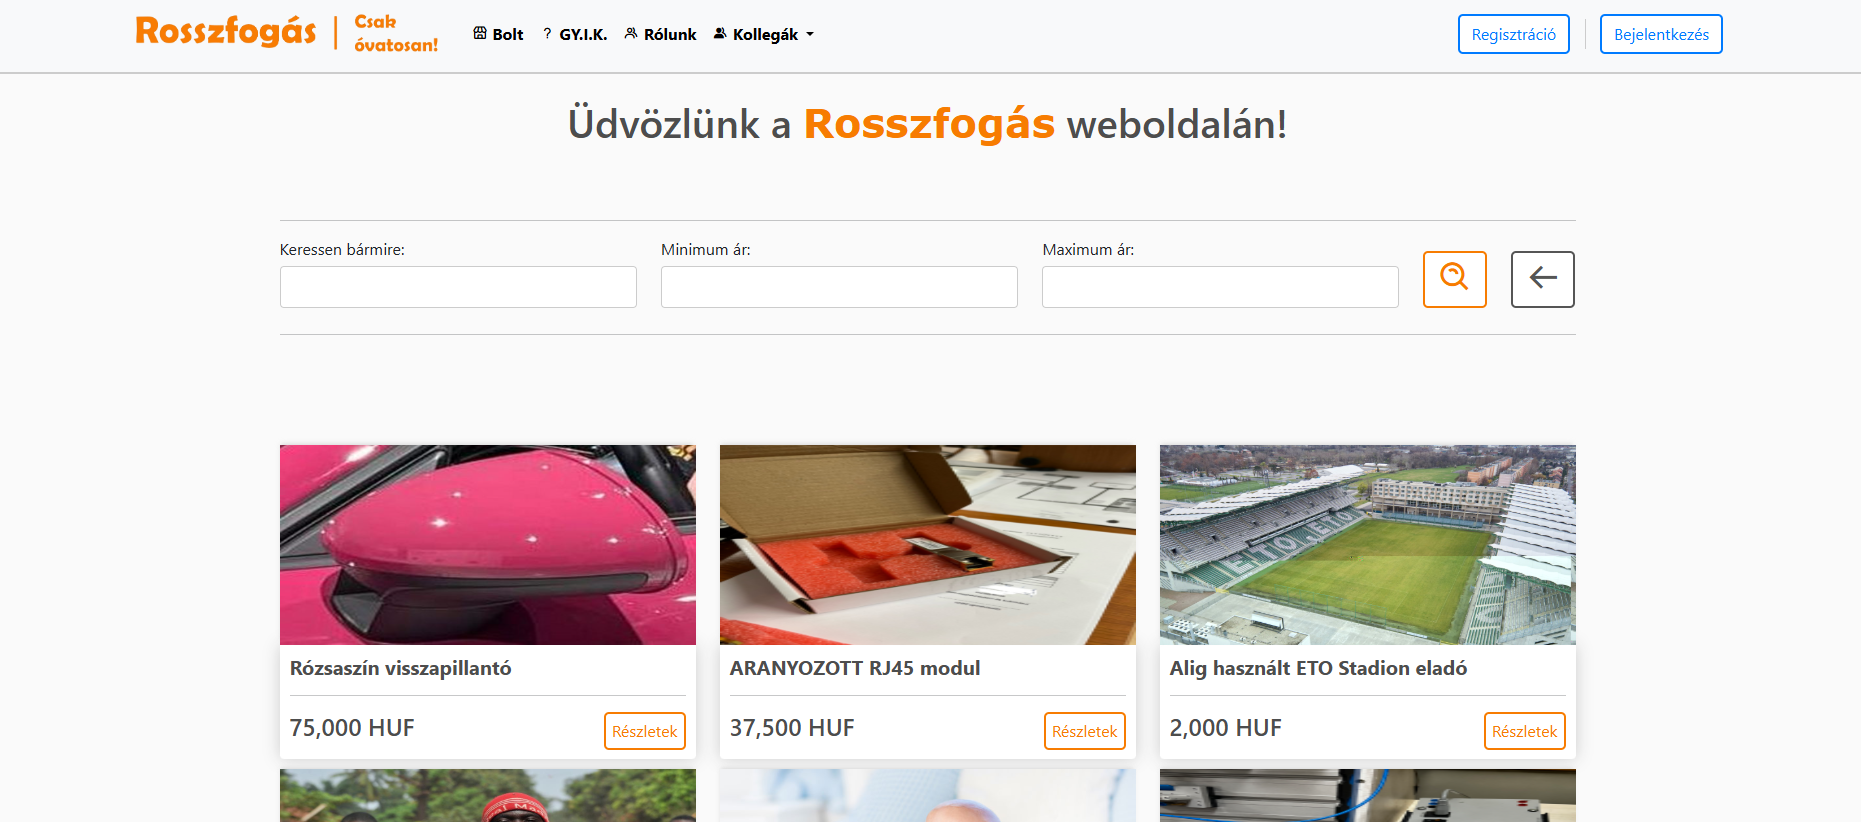 Rosszfogás | Csak óvatosan!
Bolt
? GY.I.K.
Rólunk
Kollegák
Regisztráció
Bejelentkezés
Üdvözlünk a Rosszfogás weboldalán!
Keressen bármire:
Minimum ár:
Maximum ár:
ETO
Rózsaszín visszapillantó
75,000 HUF
Részletek
ARANYOZOTT RJ45 modul
37,500 HUF
Részletek
Alig használt ETO Stadion eladó
2,000 HUF
Részletek